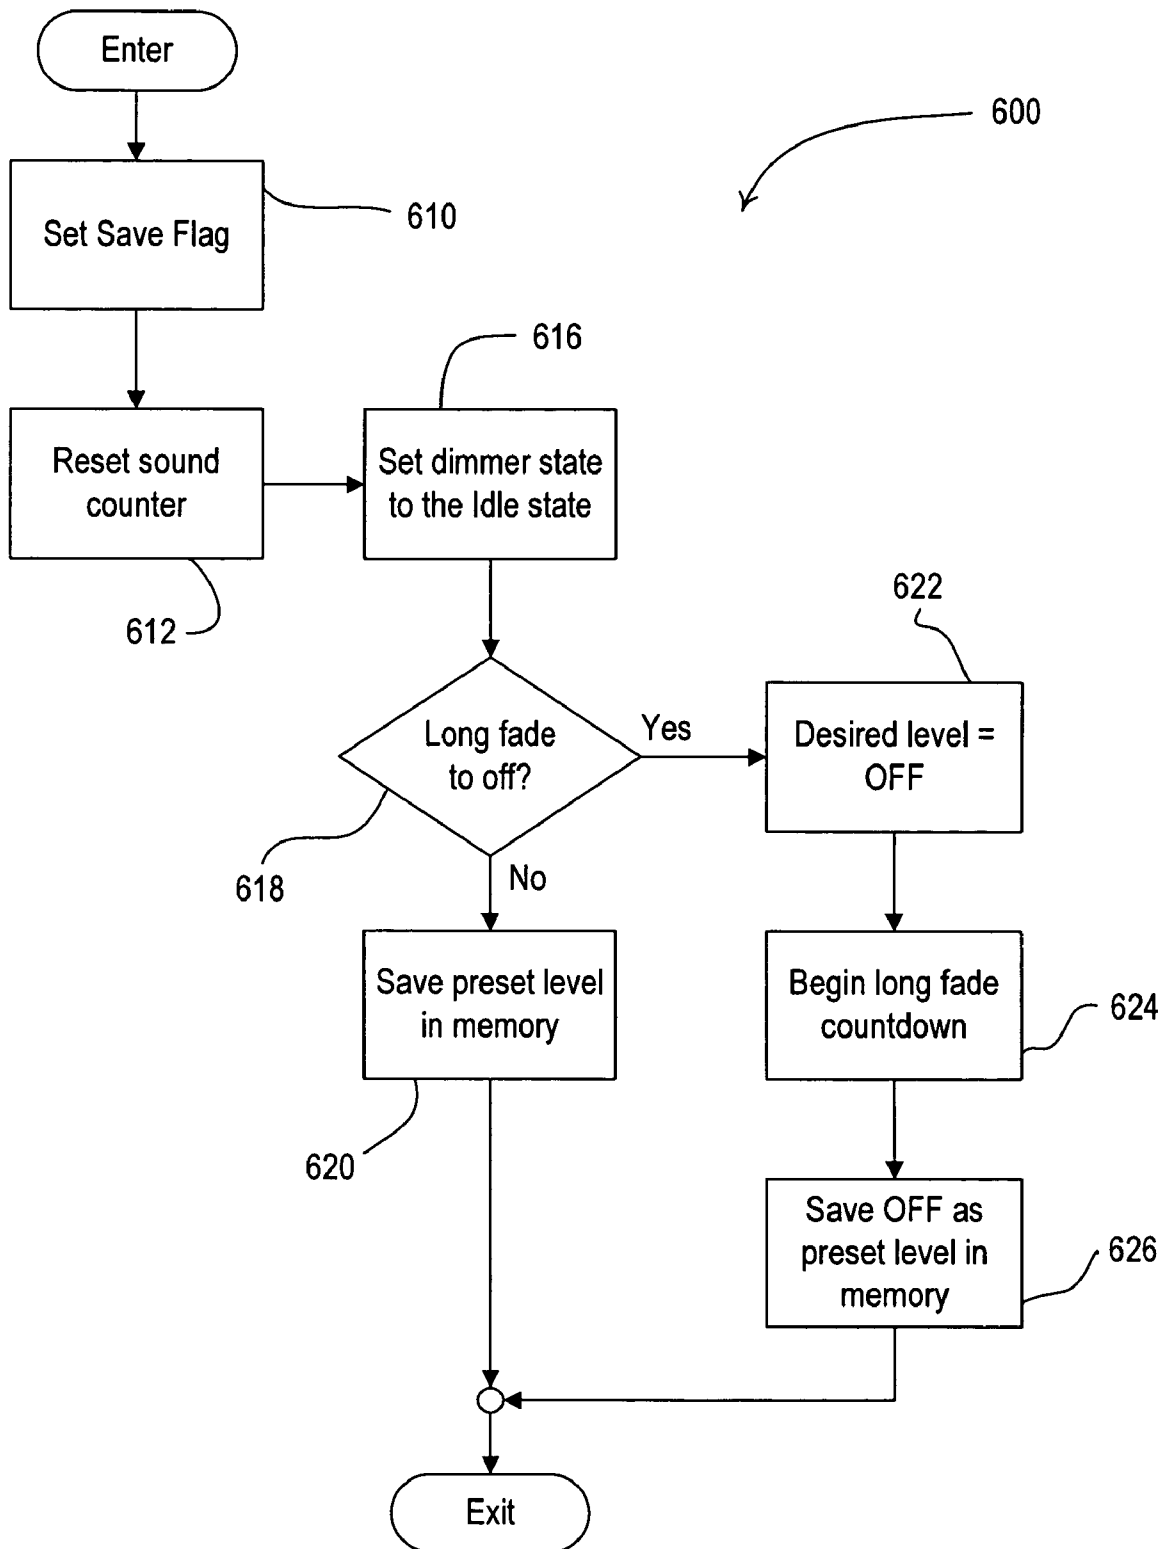 Enter
600
Set Save Flag
610
616
Reset sound
counter
Set dimmer state
to the Idle state
612
622
Long fade
to off?
Yes
Desired level =
OFF
618
No
Save preset level
in memory
Begin long fade
countdown
624
620
Save OFF as
preset level in
memory
626
Exit